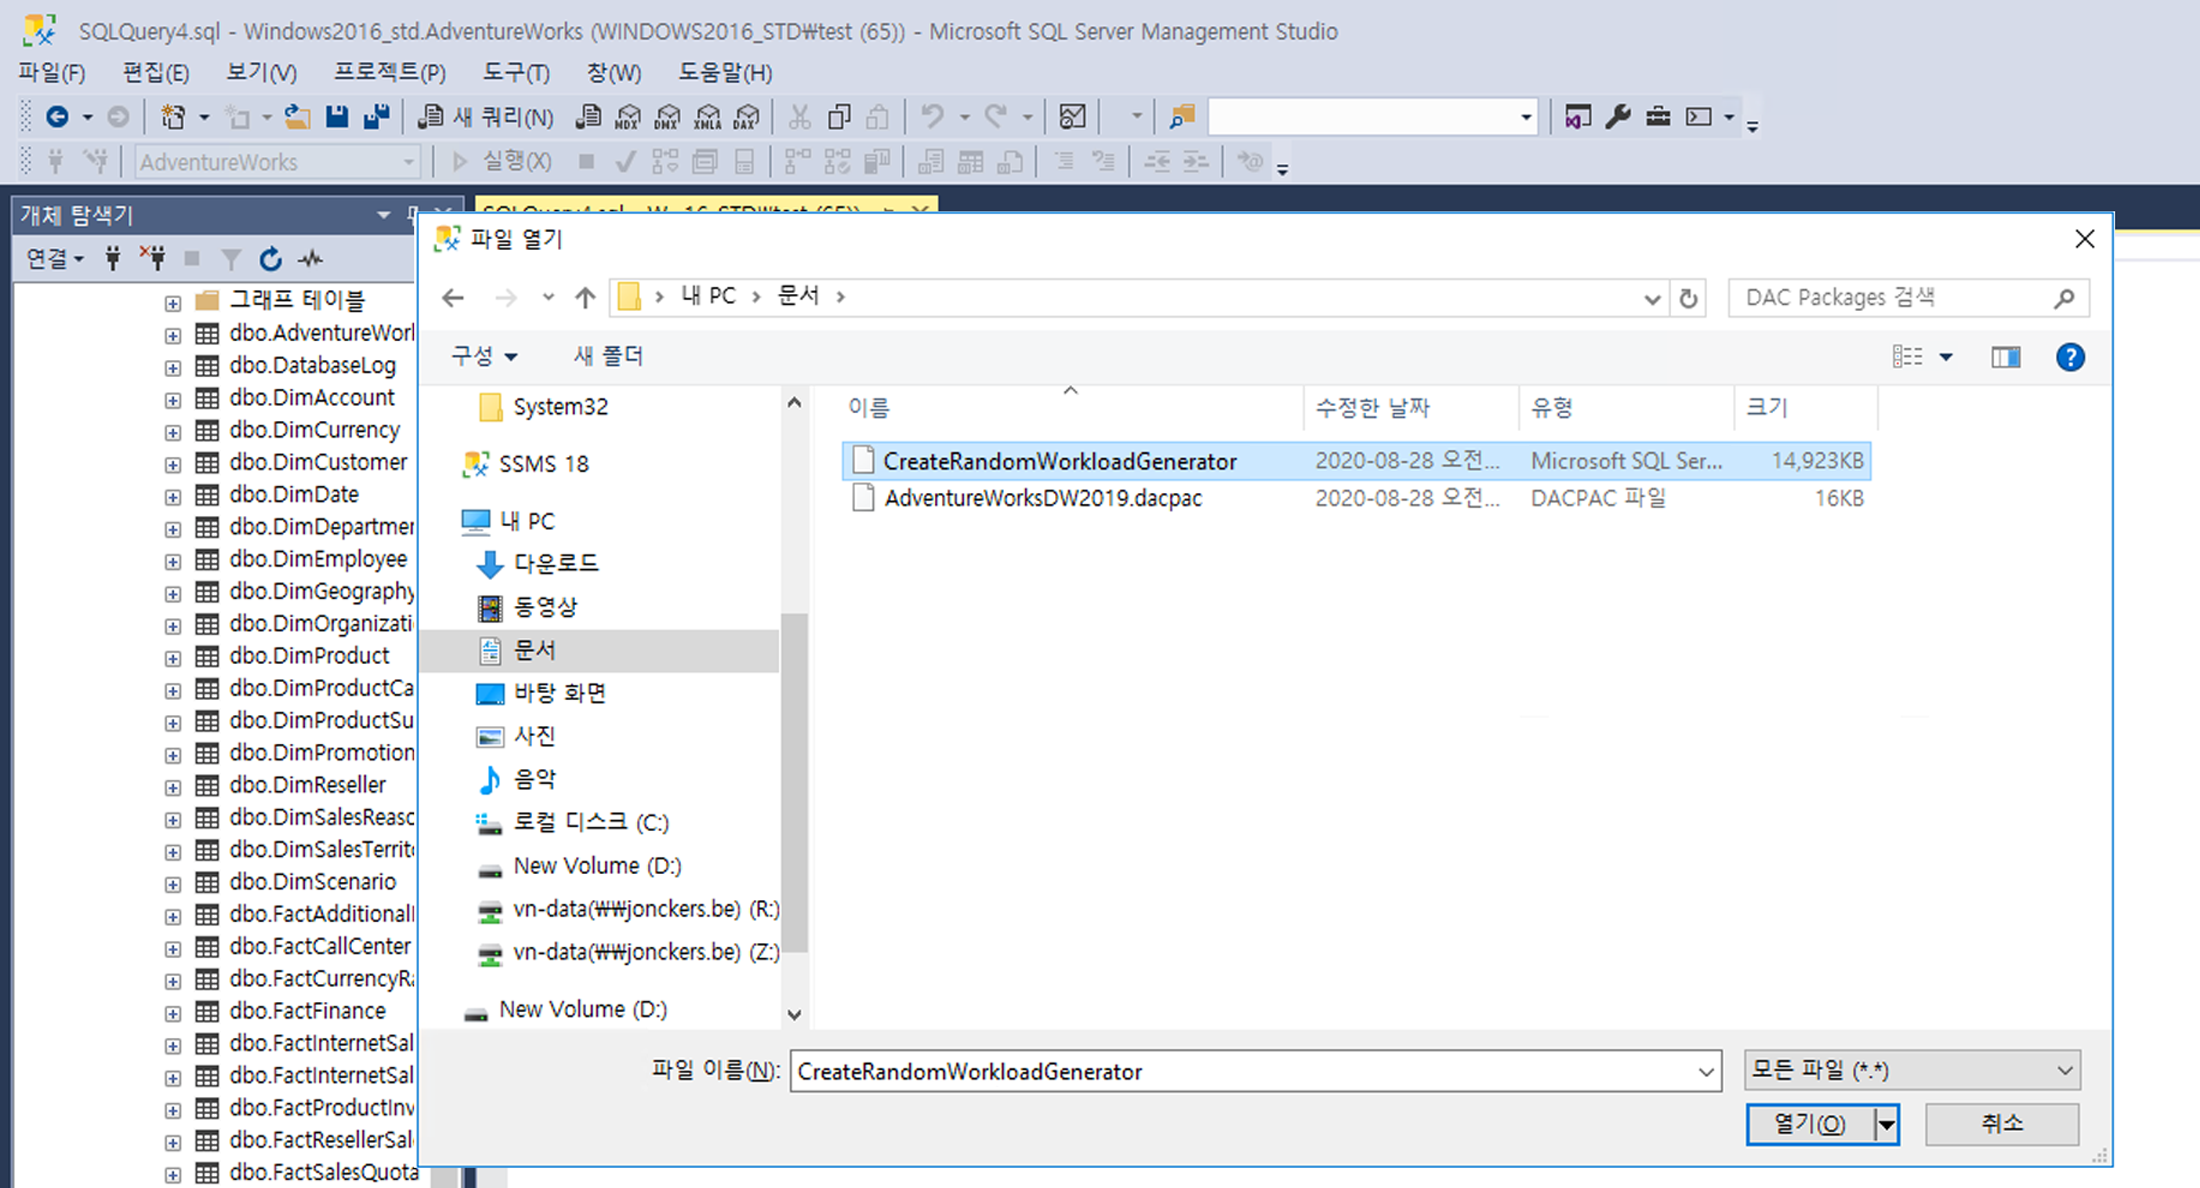 SQLQuery4.sql - Windows2016_std.AdventureWorks (WINDOWS2016_STD₩test (65)) - Microsoft SQL Server Management Studio
파일(F) 편집(E) 보기(V) 프로젝트(P) 도구(T) 창(W) 도움말(H)
새 쿼리(N) MDX DMX XMLA DAX
AdventureWorks 실행(X)
개체 탐색기
연결
그래프 테이블
dbo.AdventureWorl
dbo.DatabaseLog
dbo.DimAccount
dbo.DimCurrency
dbo.DimCustomer
dbo.DimDate
dbo.DimDepartmer
dbo.DimEmployee
dbo.DimGeography
dbo.DimOrganizati
dbo.DimProduct
dbo.DimProductCa
dbo.DimProductSu
dbo.DimPromotion
dbo.DimReseller
dbo.DimSalesReasc
dbo.DimSalesTerrit
dbo.DimScenario
dbo.FactAdditional
dbo.FactCallCenter
dbo.FactCurrencyRa
dbo.FactFinance
dbo.FactInternetSal
dbo.FactInternetSal
dbo.FactProductInv
dbo.FactResellerSal
dbo.FactSalesQuota
파일 열기
내 PC 문서
DAC Packages 검색
구성 새 폴더
System32
SSMS 18
내 PC
다운로드
동영상
문서
바탕 화면
사진
음악
로컬 디스크 (C:)
New Volume (D:)
vn-data(₩₩jonckers.be) (R:)
vn-data(₩₩jonckers.be) (Z:)
New Volume (D:)
이름 수정한 날짜 유형 크기
CreateRandomWorkloadGenerator 2020-08-28 오전... Microsoft SQL Ser... 14,923KB
AdventureWorksDW2019.dacpac 2020-08-28 오전... DACPAC 파일 16KB
파일 이름(N): CreateRandomWorkloadGenerator 모든 파일 (*.*)
열기(O) 취소